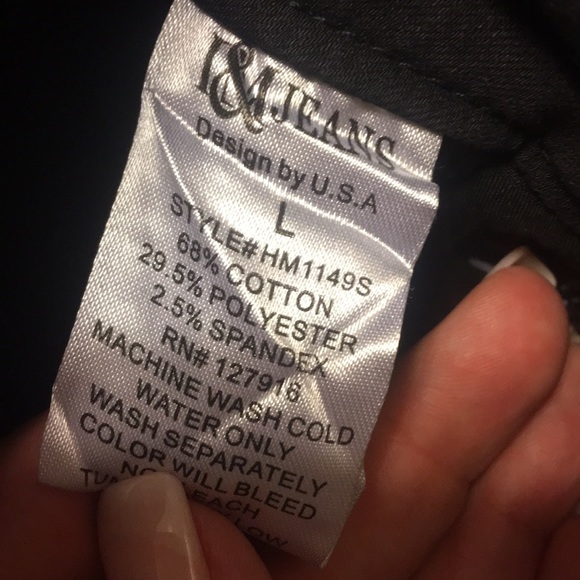 &M JEANS
Design by U.S.A
L
STYLE#HM1149S
68% COTTON
29.5% POLYESTER
2.5% SPANDEX
RN# 127916
MACHINE WASH COLD
WATER ONLY
WASH SEPARATELY
COLOR WILL BLEED
LOW